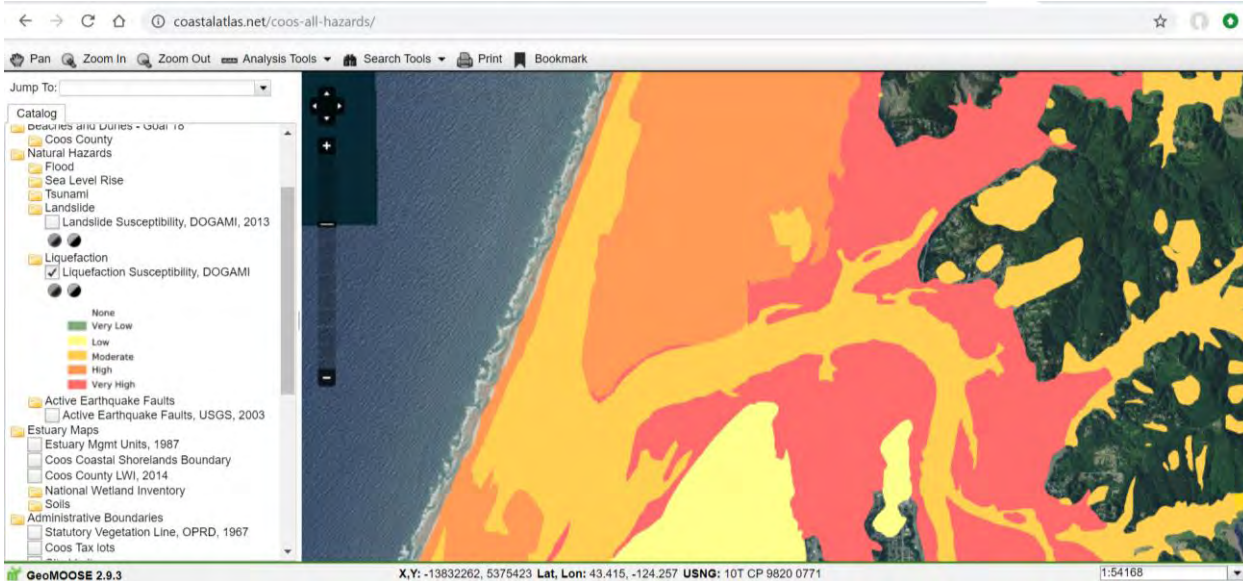 coastalatlas.net/coos-all-hazards/
Pan Zoom In Zoom Out Analysis Tools Search Tools Print Bookmark
Jump To:
Catalog
Beaches and Dunes - Goal 18
Coos County
Natural Hazards
Flood
Sea Level Rise
Tsunami
Landslide
Landslide Susceptibility, DOGAMI, 2013
Liquefaction
Liquefaction Susceptibility, DOGAMI
None
Very Low
Low
Moderate
High
Very High
Active Earthquake Faults
Active Earthquake Faults, USGS, 2003
Estuary Maps
Estuary Mgmt Units, 1987
Coos Coastal Shorelands Boundary
Coos County LWI, 2014
National Wetland Inventory
Soils
Administrative Boundaries
Statutory Vegetation Line, OPRD, 1967
Coos Tax lots
GeoMOOSE 2.9.3 X,Y: -13832262, 5375423 Lat, Lon: 43.415, -124.257 USNG: 10T CP 9820 0771 1:54168